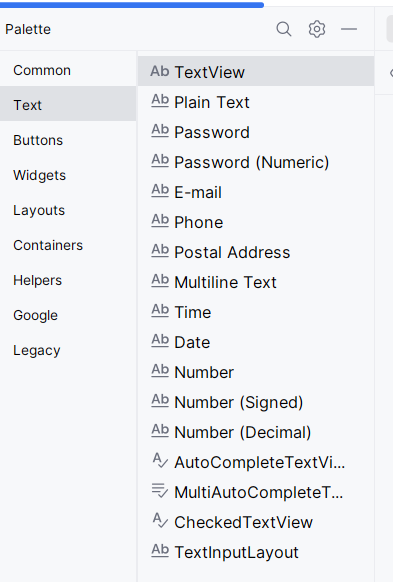 Palette
Common
Text
Buttons
Widgets
Layouts
Containers
Helpers
Google
Legacy
Ab TextView
Ab Plain Text
Ab Password
Ab Password (Numeric)
Ab E-mail
Ab Phone
Ab Postal Address
Ab Multiline Text
Ab Time
Ab Date
Ab Number
Ab Number (Signed)
Ab Number (Decimal)
A AutoCompleteTextVi...
MultiAutoCompleteT...
A CheckedTextView
Ab TextInputLayout